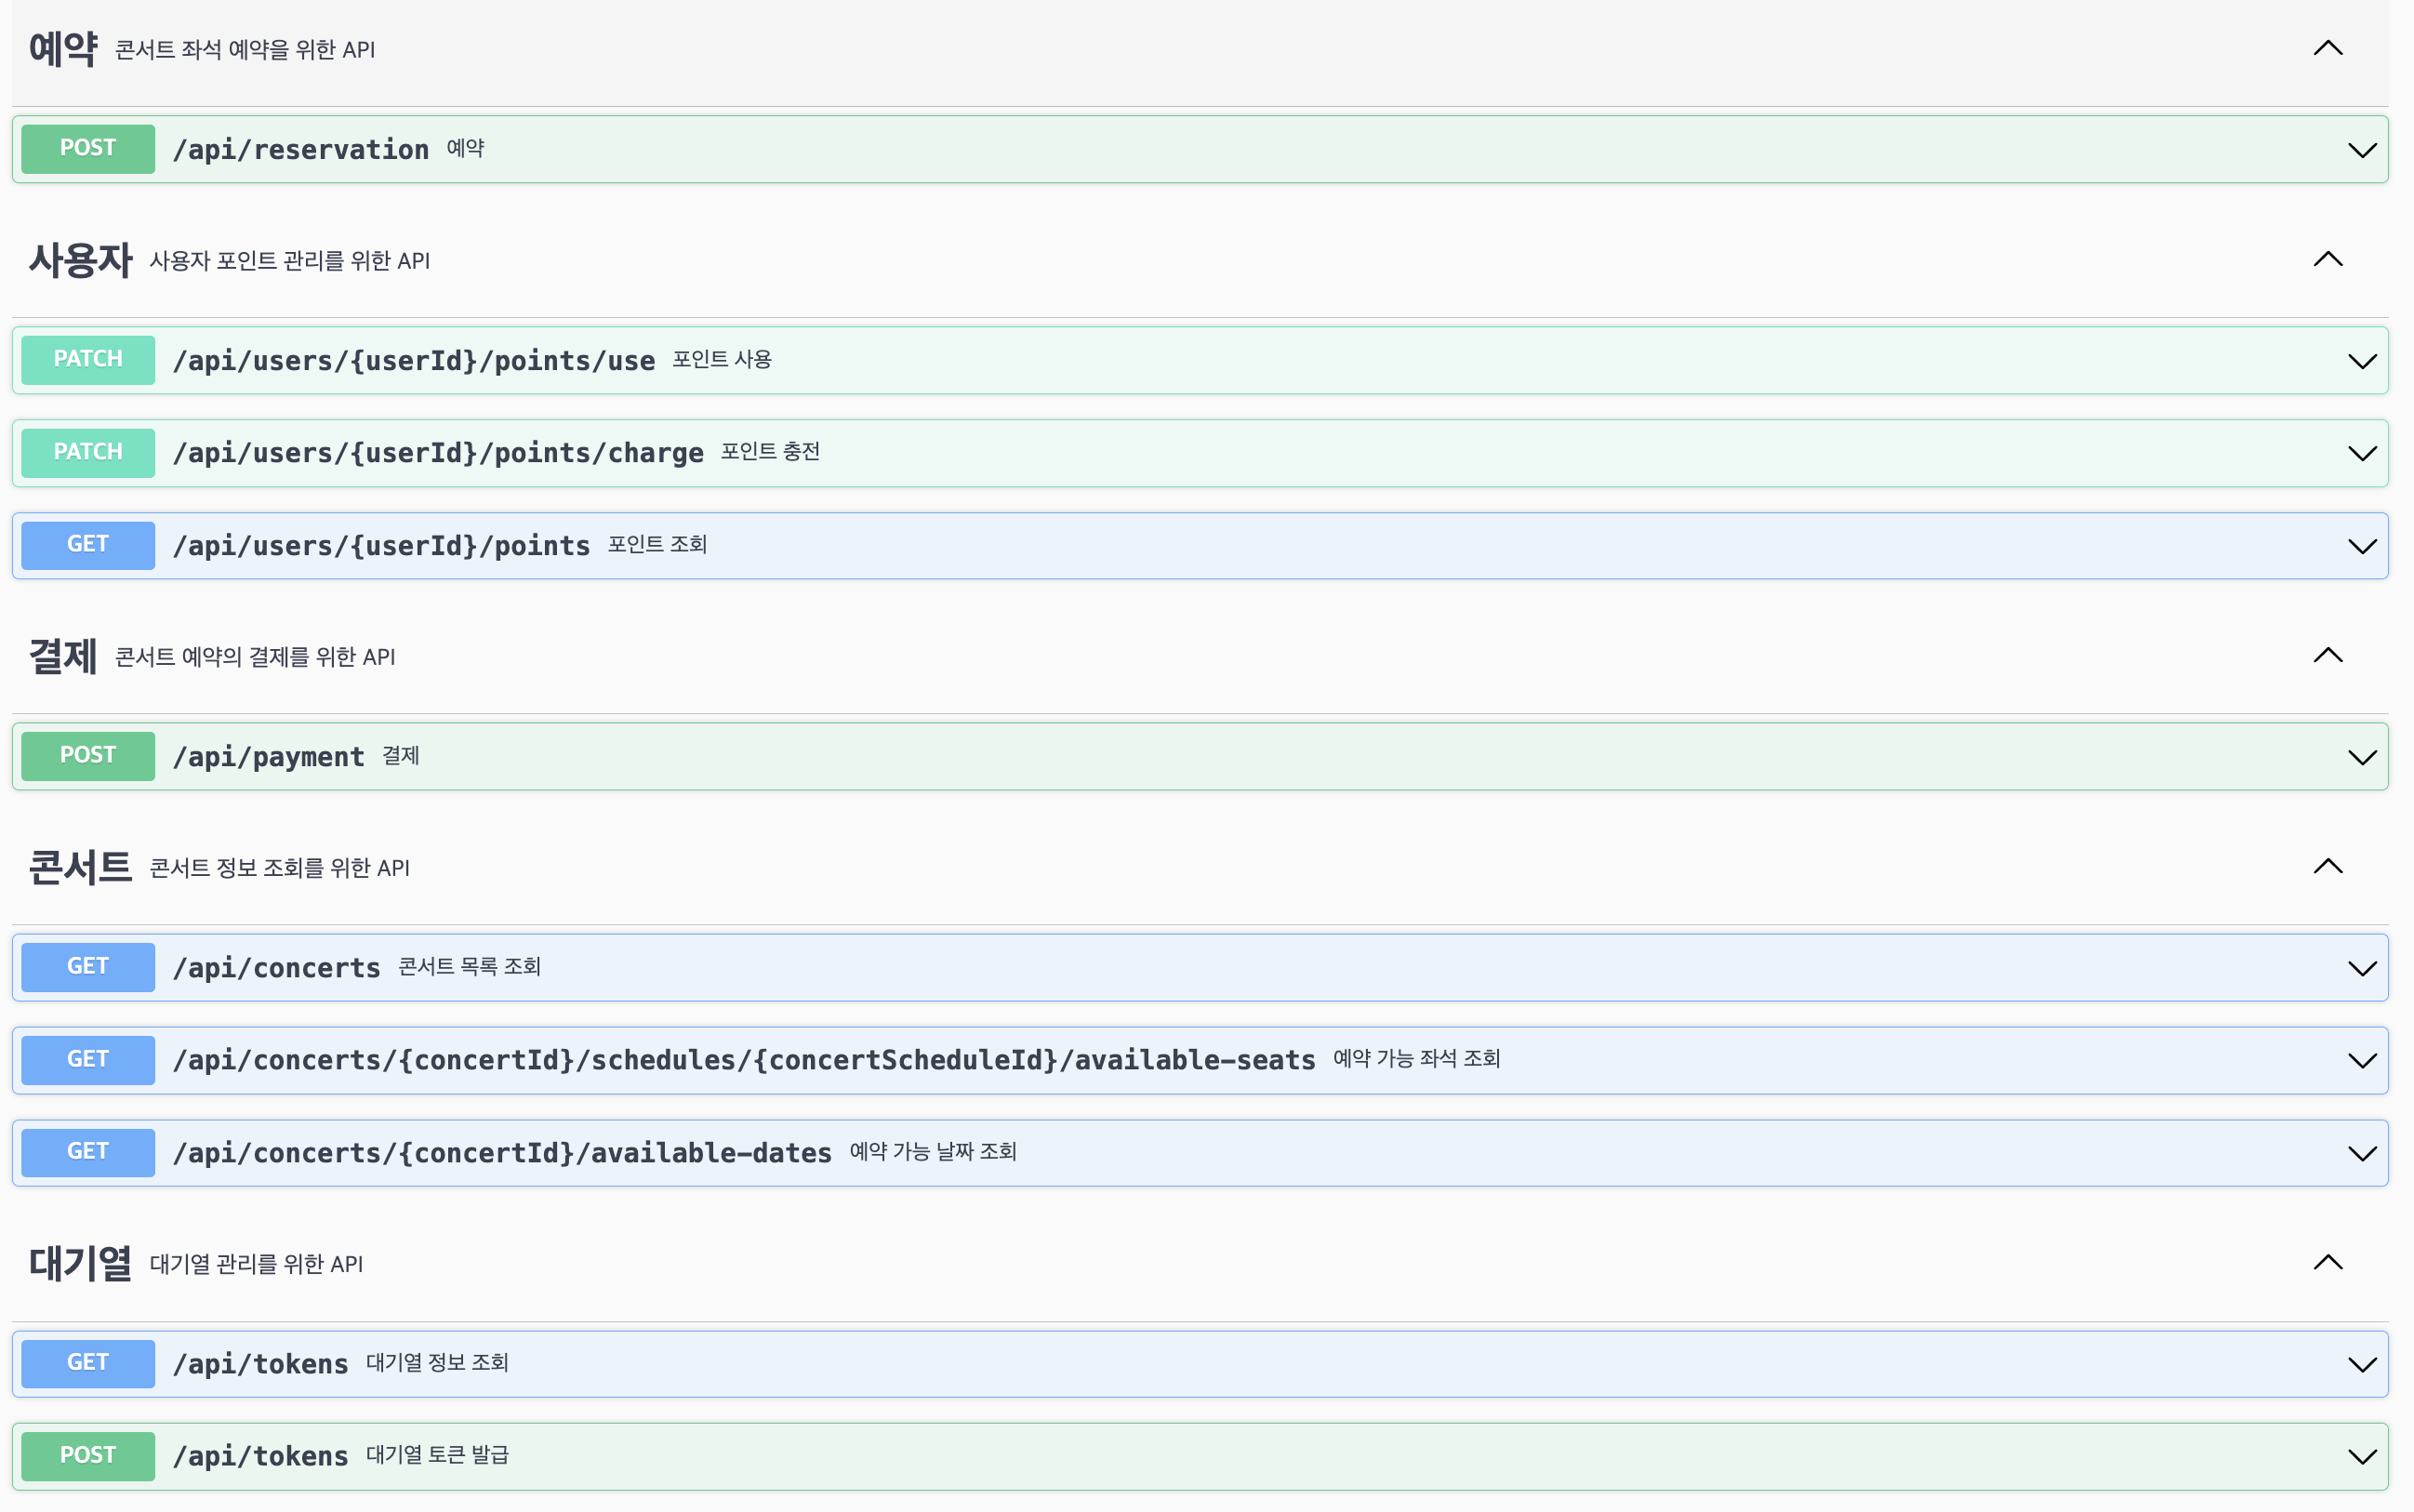 예약 콘서트 좌석 예약을 위한 API
POST /api/reservation 예약
사용자 사용자 포인트 관리를 위한 API
PATCH /api/users/{userId}/points/use 포인트 사용
PATCH /api/users/{userId}/points/charge 포인트 충전
GET /api/users/{userId}/points 포인트 조회
결제 콘서트 예약의 결제를 위한 API
POST /api/payment 결제
콘서트 콘서트 정보 조회를 위한 API
GET /api/concerts 콘서트 목록 조회
GET /api/concerts/{concertId}/schedules/{concertScheduleId}/available-seats 예약 가능 좌석 조회
GET /api/concerts/{concertId}/available-dates 예약 가능 날짜 조회
대기열 대기열 관리를 위한 API
GET /api/tokens 대기열 정보 조회
POST /api/tokens 대기열 토큰 발급